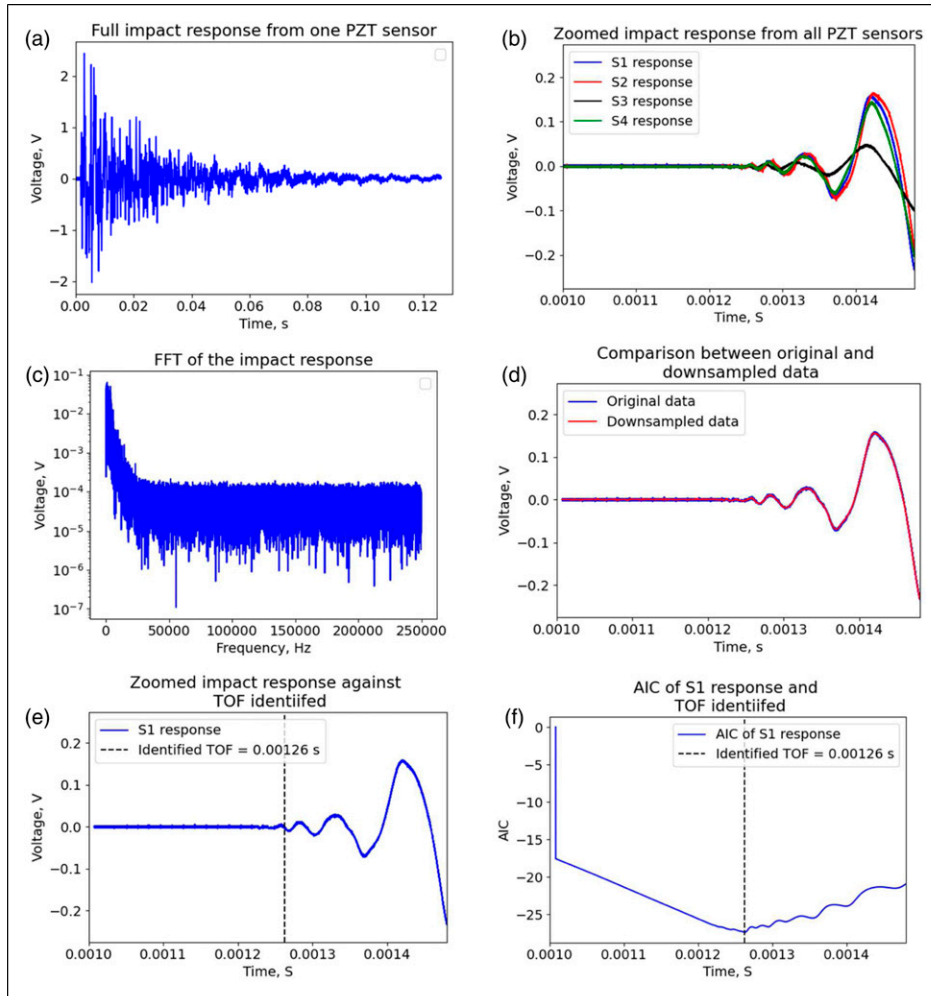 (a)
Full impact response from one PZT sensor
Voltage, V
2
1
0
−1
−2
0.00 0.02 0.04 0.06 0.08 0.10 0.12
Time, s
(b)
Zoomed impact response from all PZT sensors
S1 response
S2 response
S3 response
S4 response
Voltage, V
0.2
0.1
0.0
−0.1
−0.2
0.0010 0.0011 0.0012 0.0013 0.0014
Time, S
(c)
FFT of the impact response
Voltage, V
10⁻¹
10⁻²
10⁻³
10⁻⁴
10⁻⁵
10⁻⁶
10⁻⁷
0 50000 100000 150000 200000 250000
Frequency, Hz
(d)
Comparison between original and
downsampled data
Original data
Downsampled data
Voltage, V
0.2
0.1
0.0
−0.1
−0.2
0.0010 0.0011 0.0012 0.0013 0.0014
Time, s
(e)
Zoomed impact response against
TOF identiifed
S1 response
Identified TOF = 0.00126 s
Voltage, V
0.2
0.1
0.0
−0.1
−0.2
0.0010 0.0011 0.0012 0.0013 0.0014
Time, S
(f)
AIC of S1 response and
TOF identiifed
AIC of S1 response
Identified TOF = 0.00126 s
AIC
0
−5
−10
−15
−20
−25
0.0010 0.0011 0.0012 0.0013 0.0014
Time, S